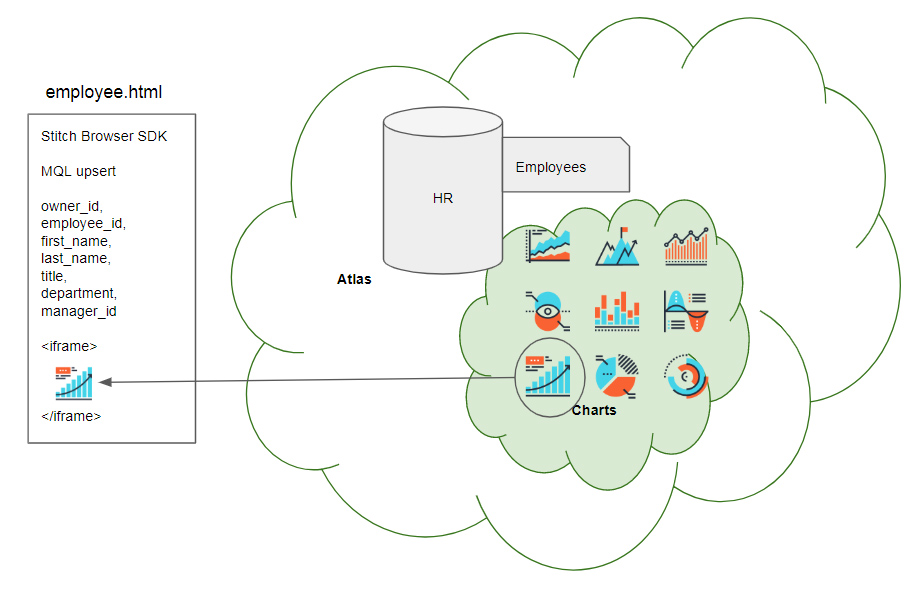 employee.html
Stitch Browser SDK
MQL upsert
owner_id,
employee_id,
first_name,
last_name,
title,
department,
manager_id
<iframe>
</iframe>
HR
Employees
Atlas
Charts